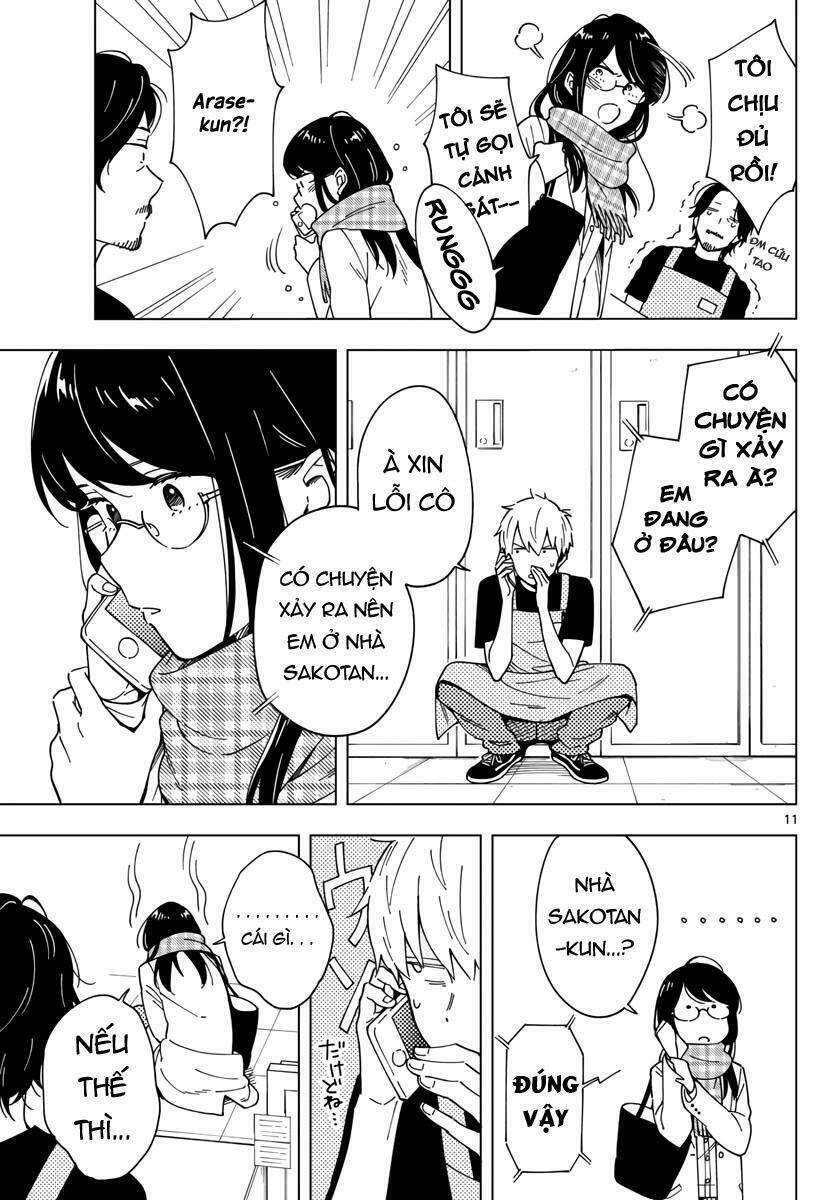 TÔI
CHỊU
ĐỦ
RỒI!
ĐM CỨU
TAO
TÔI SẼ
TỰ GỌI
CẢNH
SÁT--
RUNGGG
Arase-
kun?!
CÓ
CHUYỆN
GÌ XẢY
RA À?
EM
ĐANG
Ở ĐÂU?
À XIN
LỖI CÔ
CÓ CHUYỆN
XẢY RA NÊN
EM Ở NHÀ
SAKOTAN...
11
NHÀ
SAKOTAN
-KUN...?
......
ĐÚNG
VẬY
だけどね…
.........
CÁI GÌ...
NẾU
THẾ
THÌ...